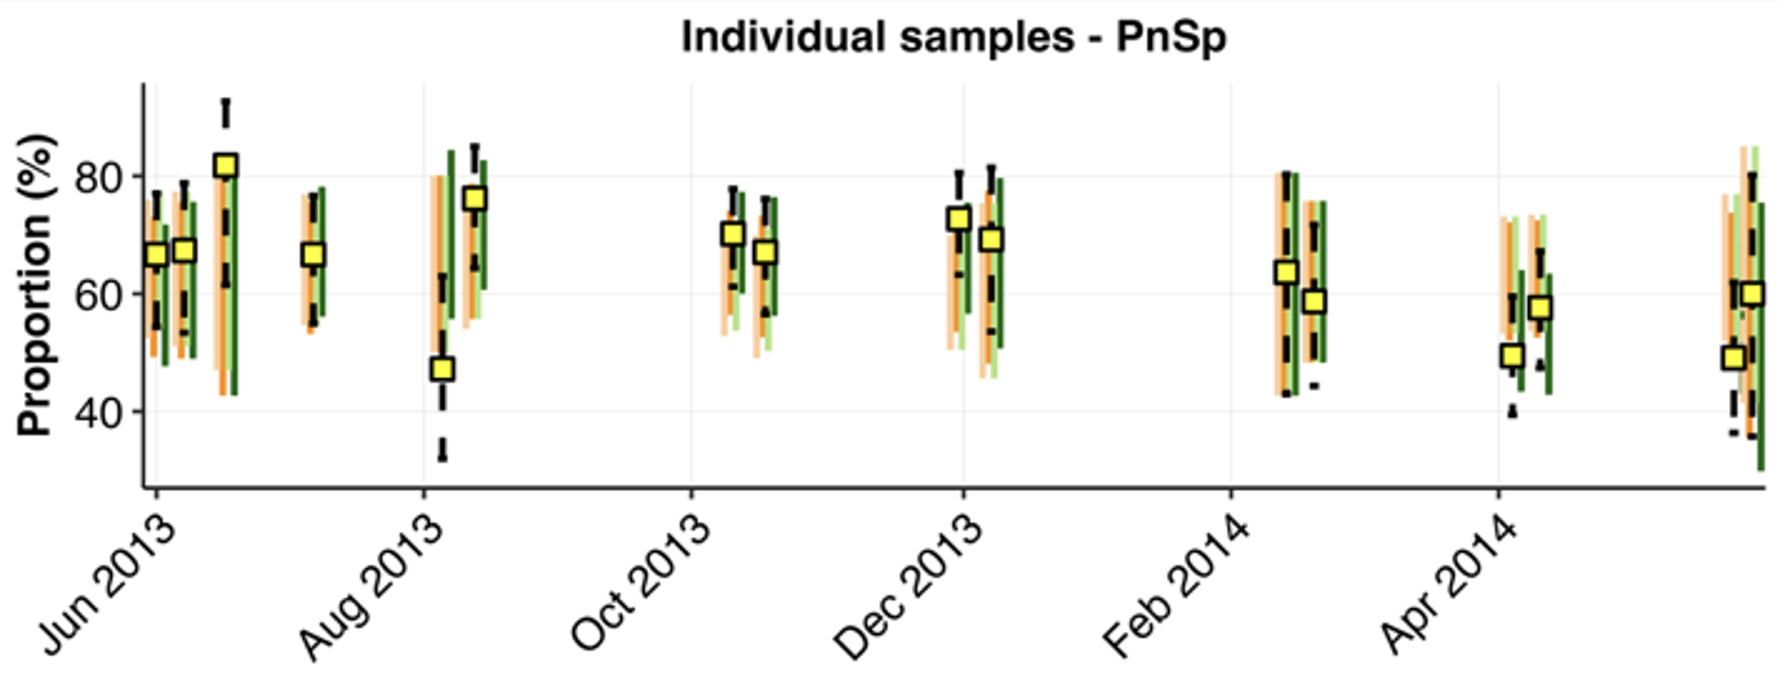 Individual samples - PnSp
Proportion (%)
80
60
40
Jun 2013
Aug 2013
Oct 2013
Dec 2013
Feb 2014
Apr 2014